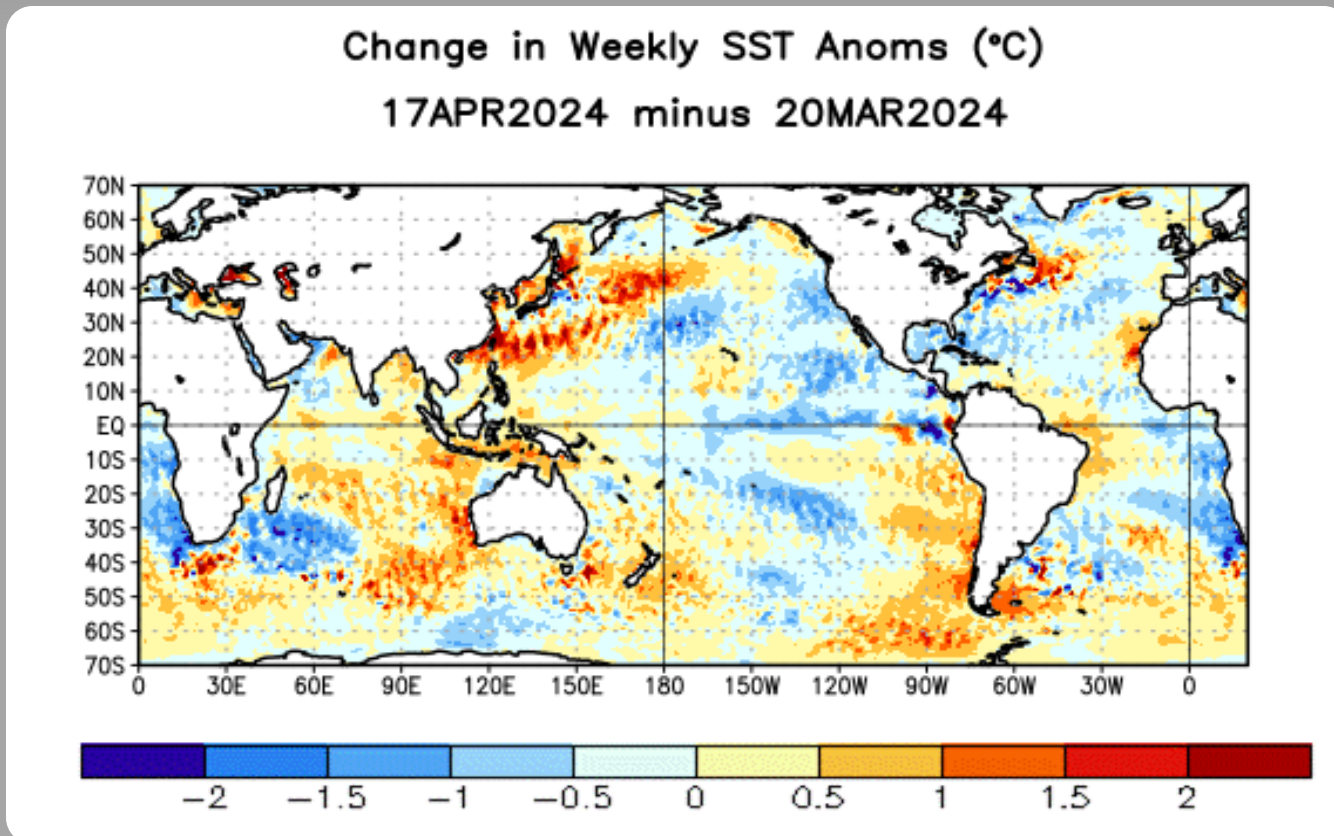 Change in Weekly SST Anoms (°C)
17APR2024 minus 20MAR2024
70N
60N
50N
40N
30N
20N
10N
EQ
10S
20S
30S
40S
50S
60S
70S
0 30E 60E 90E 120E 150E 180 150W 120W 90W 60W 30W 0
−2 −1.5 −1 −0.5 0 0.5 1 1.5 2